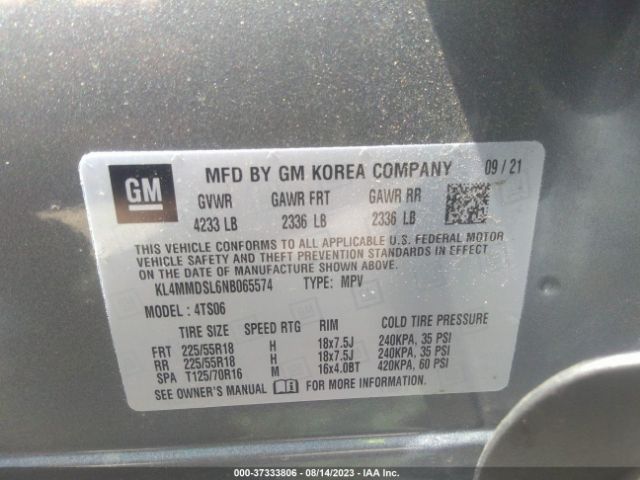 GM
MFD BY GM KOREA COMPANY 09 / 21
GVWR GAWR FRT GAWR RR
4233 LB 2336 LB 2336 LB
THIS VEHICLE CONFORMS TO ALL APPLICABLE U.S. FEDERAL MOTOR
VEHICLE SAFETY AND THEFT PREVENTION STANDARDS IN EFFECT
ON THE DATE OF MANUFACTURE SHOWN ABOVE.
KL4MMDSL6NB065574 TYPE: MPV
MODEL : 4TS06
TIRE SIZE SPEED RTG RIM COLD TIRE PRESSURE
FRT 225/55R18 H 18x7.5J 240KPA, 35 PSI
RR 225/55R18 H 18x7.5J 240KPA, 35 PSI
SPA T125/70R16 M 16x4.0BT 420KPA, 60 PSI
SEE OWNER'S MANUAL FOR MORE INFORMATION.
000-37333806 - 08/14/2023 - IAA Inc.